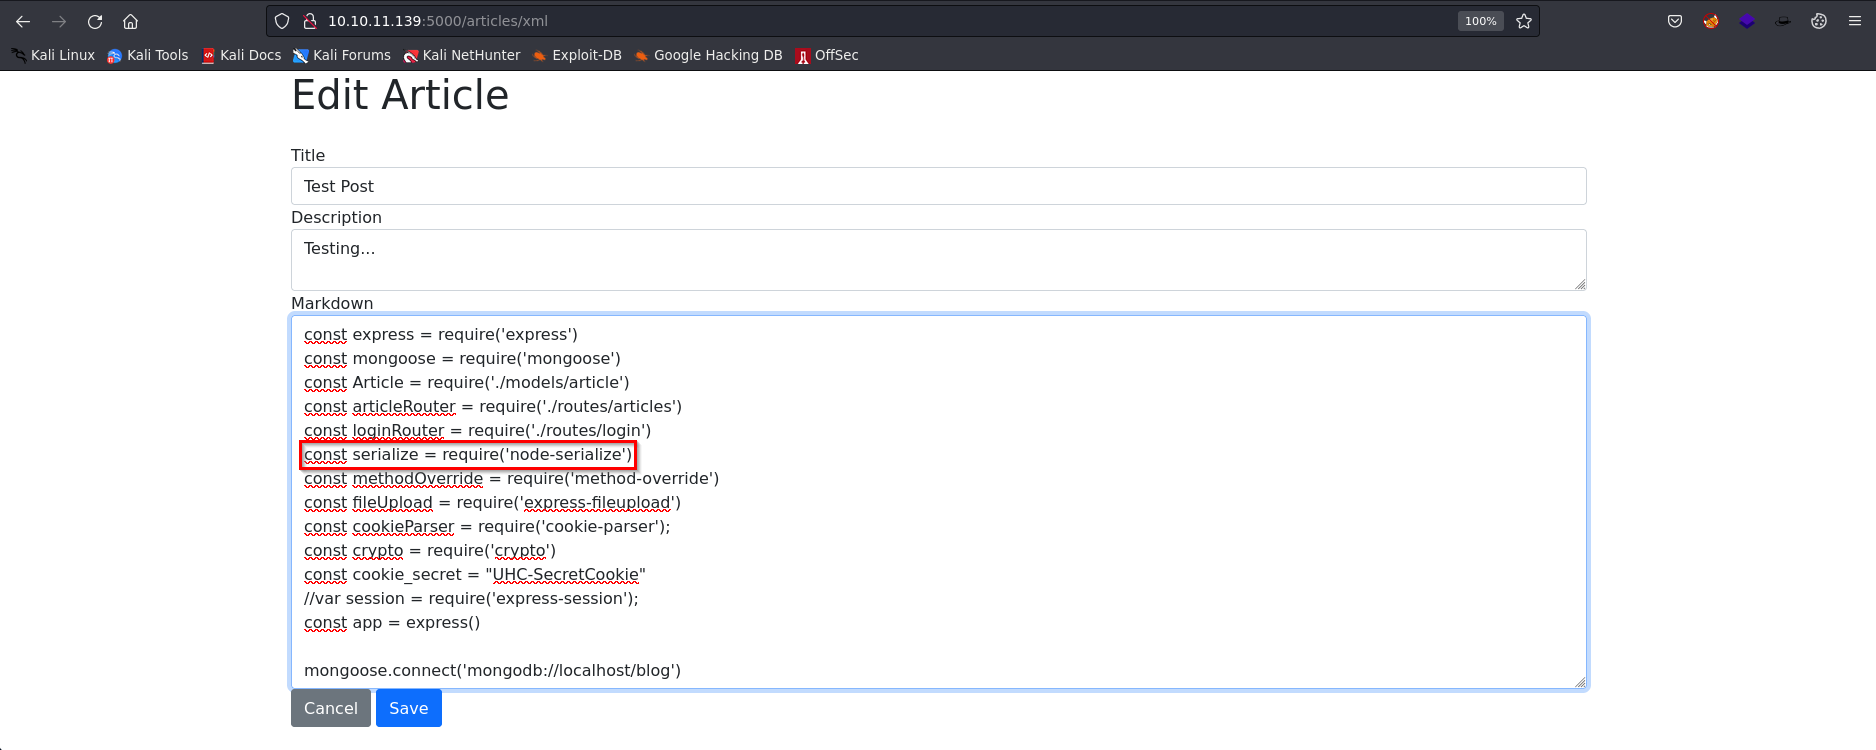 10.10.11.139:5000/articles/xml
100%
Kali Linux Kali Tools Kali Docs Kali Forums Kali NetHunter Exploit-DB Google Hacking DB OffSec
Edit Article
Title
Test Post
Description
Testing...
Markdown
const express = require('express')
const mongoose = require('mongoose')
const Article = require('./models/article')
const articleRouter = require('./routes/articles')
const loginRouter = require('./routes/login')
const serialize = require('node-serialize')
const methodOverride = require('method-override')
const fileUpload = require('express-fileupload')
const cookieParser = require('cookie-parser');
const crypto = require('crypto')
const cookie_secret = "UHC-SecretCookie"
//var session = require('express-session');
const app = express()
mongoose.connect('mongodb://localhost/blog')
Cancel Save